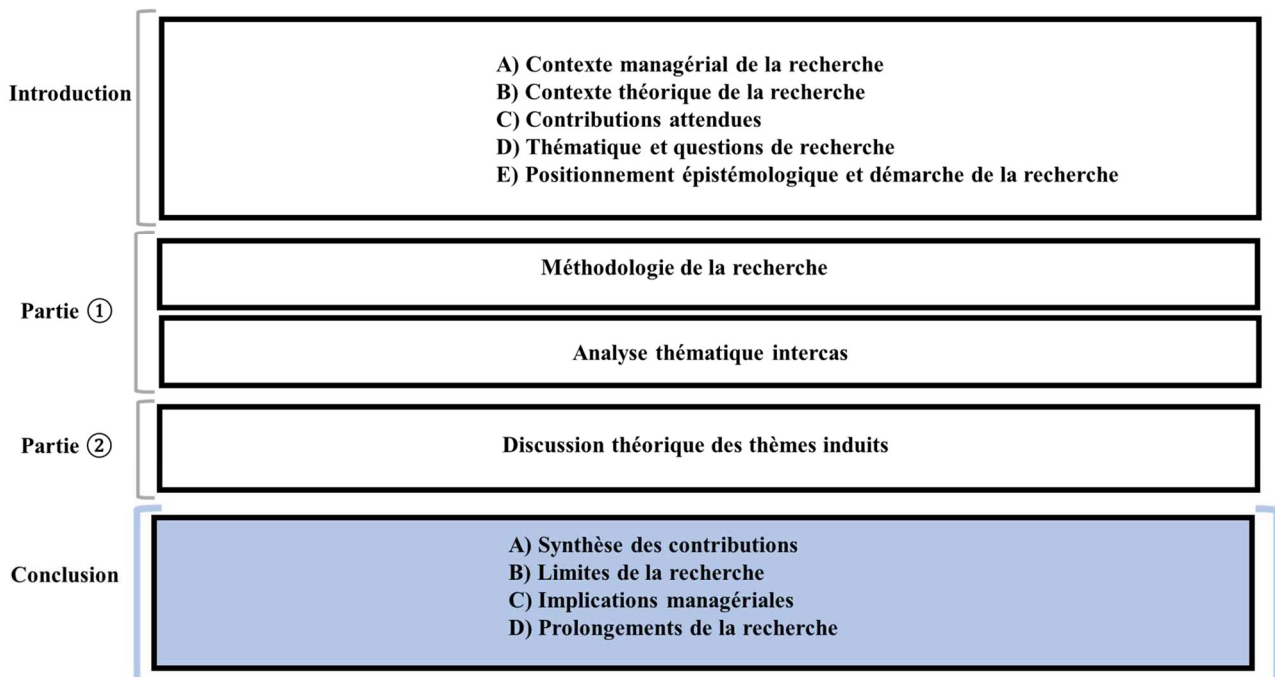 Introduction
A) Contexte managérial de la recherche
B) Contexte théorique de la recherche
C) Contributions attendues
D) Thématique et questions de recherche
E) Positionnement épistémologique et démarche de la recherche
Partie ①
Méthodologie de la recherche
Analyse thématique intercas
Partie ②
Discussion théorique des thèmes induits
Conclusion
A) Synthèse des contributions
B) Limites de la recherche
C) Implications managériales
D) Prolongements de la recherche